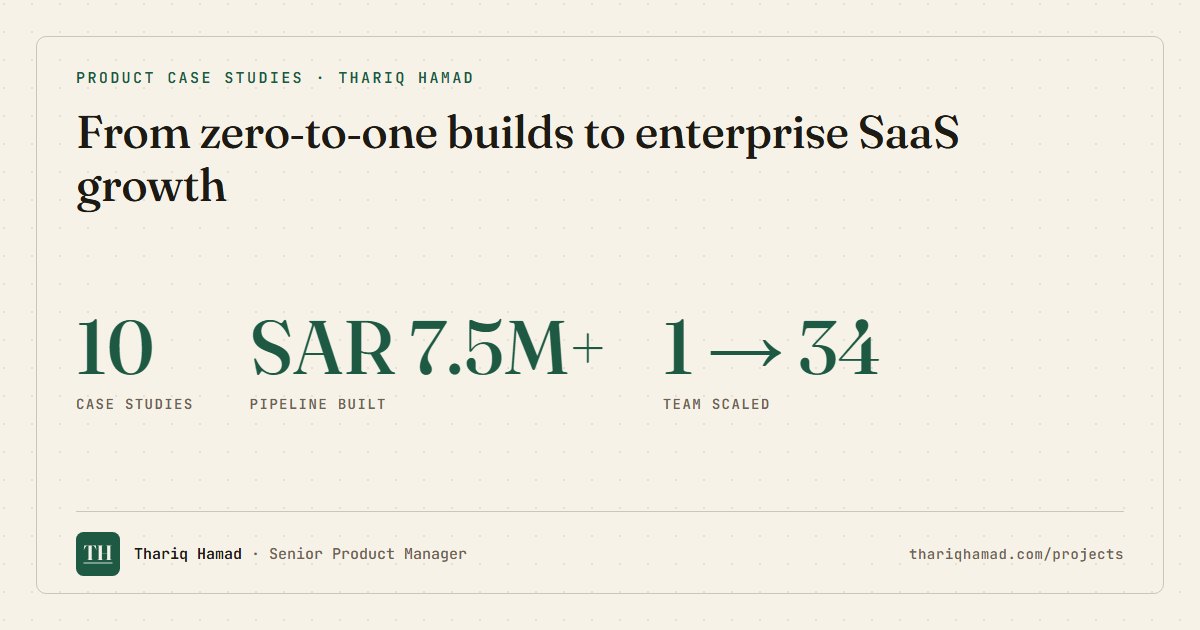 PRODUCT CASE STUDIES · THARIQ HAMAD
From zero-to-one builds to enterprise SaaS
growth
10
CASE STUDIES
SAR 7.5M+
PIPELINE BUILT
1 → 34
TEAM SCALED
TH
Thariq Hamad · Senior Product Manager
thariqhamad.com/projects